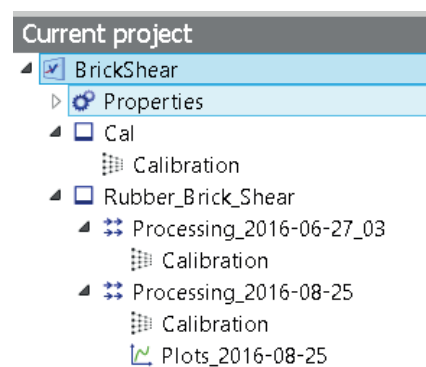 Current project
BrickShear
Properties
Cal
Calibration
Rubber_Brick_Shear
Processing_2016-06-27_03
Calibration
Processing_2016-08-25
Calibration
Plots_2016-08-25